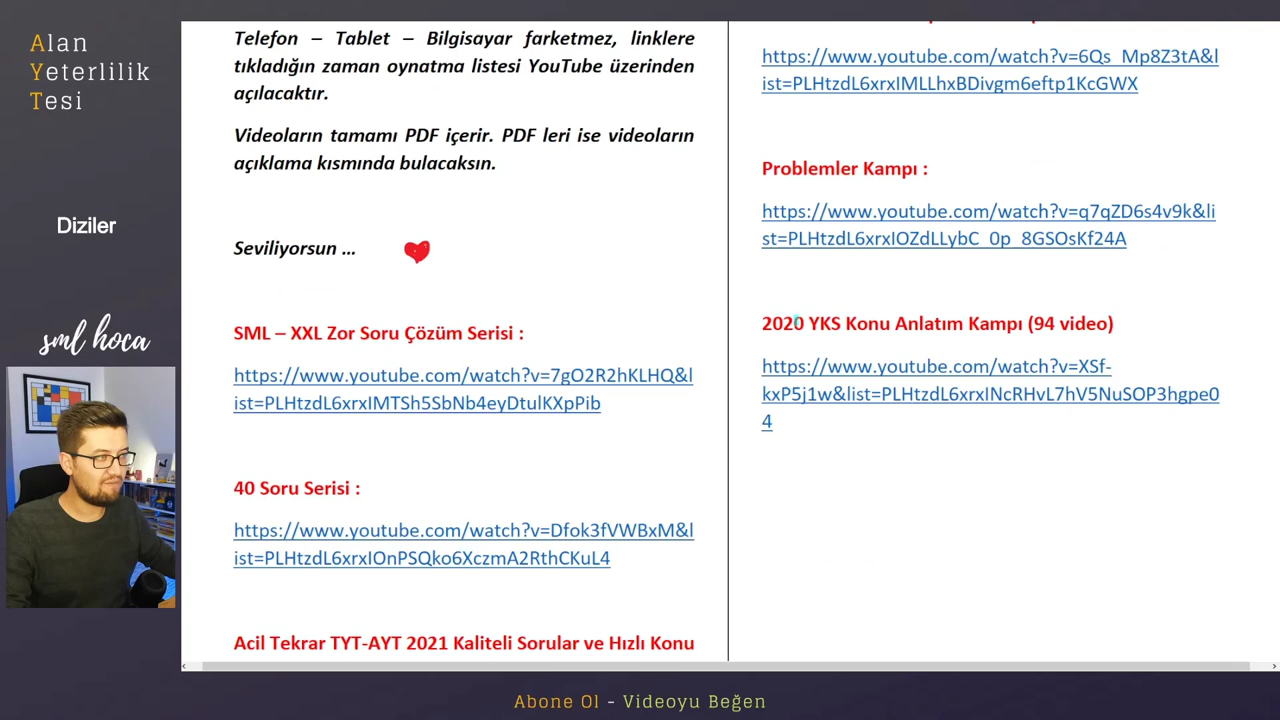 Alan
Yeterlilik
Tesi
Diziler
sml hoca
Telefon – Tablet – Bilgisayar farketmez, linklere
tıkladığın zaman oynatma listesi YouTube üzerinden
açılacaktır.
Videoların tamamı PDF içerir. PDF leri ise videoların
açıklama kısmında bulacaksın.
Seviliyorsun ...
SML – XXL Zor Soru Çözüm Serisi :
https://www.youtube.com/watch?v=7gO2R2hKLHQ&l
ist=PLHtzdL6xrxIMTSh5SbNb4eyDtulKXpPib
40 Soru Serisi :
https://www.youtube.com/watch?v=Dfok3fVWBxM&l
ist=PLHtzdL6xrxIOnPSQko6XczmA2RthCKuL4
Acil Tekrar TYT-AYT 2021 Kaliteli Sorular ve Hızlı Konu
https://www.youtube.com/watch?v=6Qs_Mp8Z3tA&l
ist=PLHtzdL6xrxIMLLhxBDivgm6eftp1KcGWX
Problemler Kampı :
https://www.youtube.com/watch?v=q7qZD6s4v9k&li
st=PLHtzdL6xrxIOZdLLybC_0p_8GSOsKf24A
2020 YKS Konu Anlatım Kampı (94 video)
https://www.youtube.com/watch?v=XSf-
kxP5j1w&list=PLHtzdL6xrxINcRHvL7hV5NuSOP3hgpe0
4
Abone Ol - Videoyu Beğen